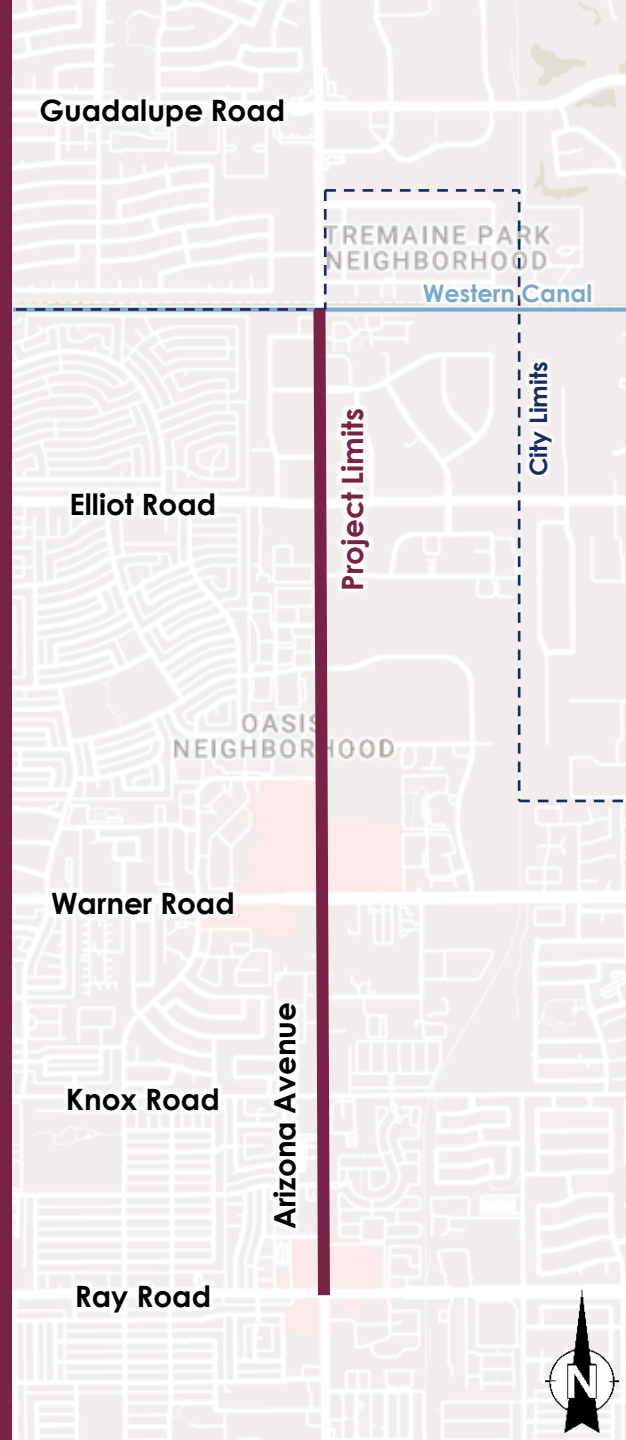 Guadalupe Road
TREMAINE PARK
NEIGHBORHOOD
Western Canal
City Limits
Project Limits
Elliot Road
OASIS
NEIGHBORHOOD
Warner Road
Arizona Avenue
Knox Road
Ray Road
N